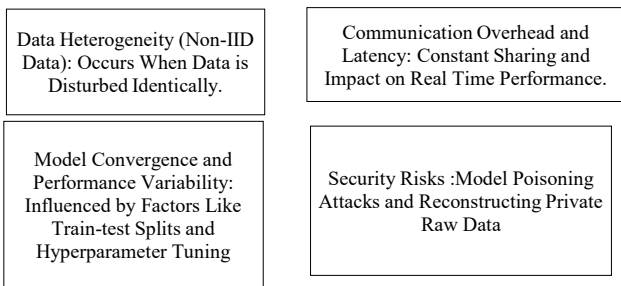 Data Heterogeneity (Non-IID
Data): Occurs When Data is
Disturbed Identically.
Communication Overhead and
Latency: Constant Sharing and
Impact on Real Time Performance.
Model Convergence and
Performance Variability:
Influenced by Factors Like
Train-test Splits and
Hyperparameter Tuning
Security Risks :Model Poisoning
Attacks and Reconstructing Private
Raw Data